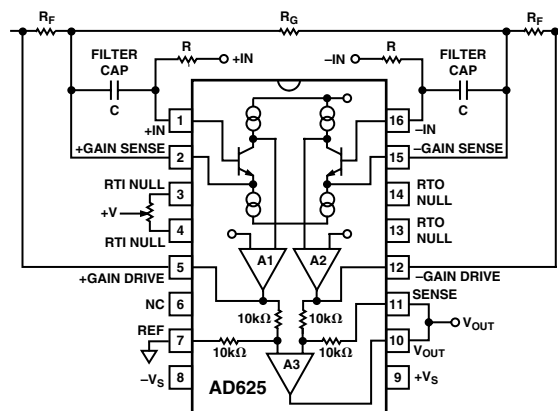 RF RG RF
FILTER CAP
R
+IN
–IN
R
FILTER CAP
C
C
1
+IN
16
–IN
+GAIN SENSE
2
15
–GAIN SENSE
RTI NULL
3
14
RTO NULL
+V
4
RTI NULL
13
RTO NULL
A1
A2
5
+GAIN DRIVE
12
–GAIN DRIVE
NC
6
10kΩ
10kΩ
11
SENSE
REF
7
10kΩ
10kΩ
A3
10
VOUT
VOUT
–VS
8
AD625
9
+VS